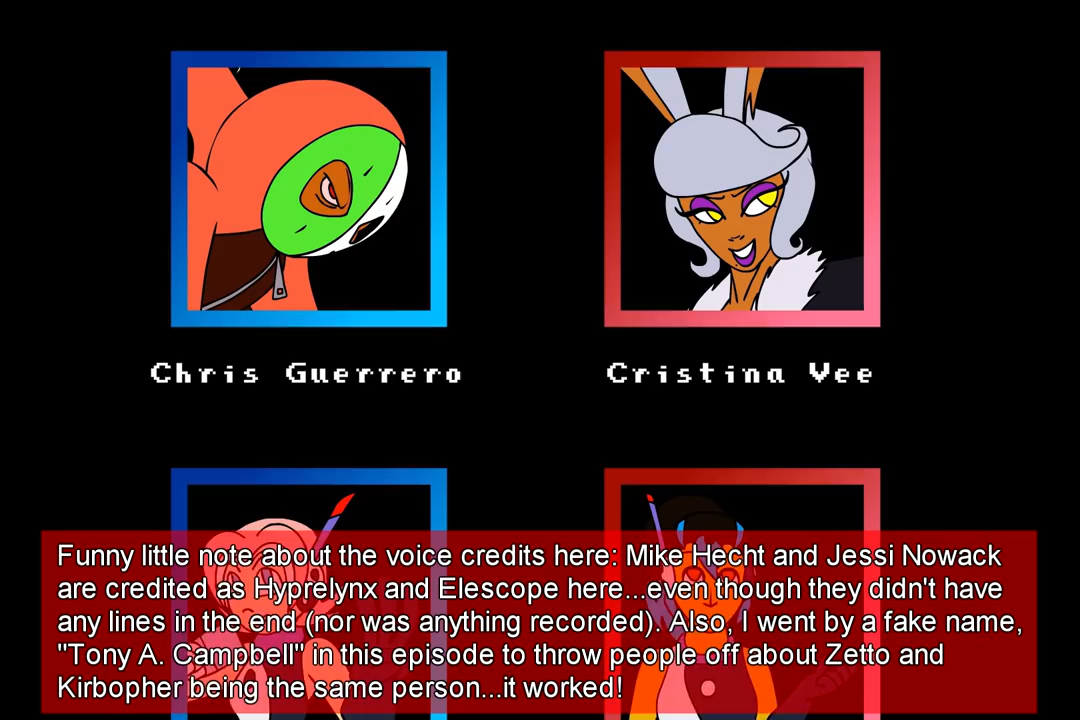 Chris Guerrero
Cristina Vee
Funny little note about the voice credits here: Mike Hecht and Jessi Nowack
are credited as Hyprelynx and Elescope here...even though they didn't have
any lines in the end (nor was anything recorded). Also, I went by a fake name,
"Tony A. Campbell" in this episode to throw people off about Zetto and
Kirbopher being the same person...it worked!